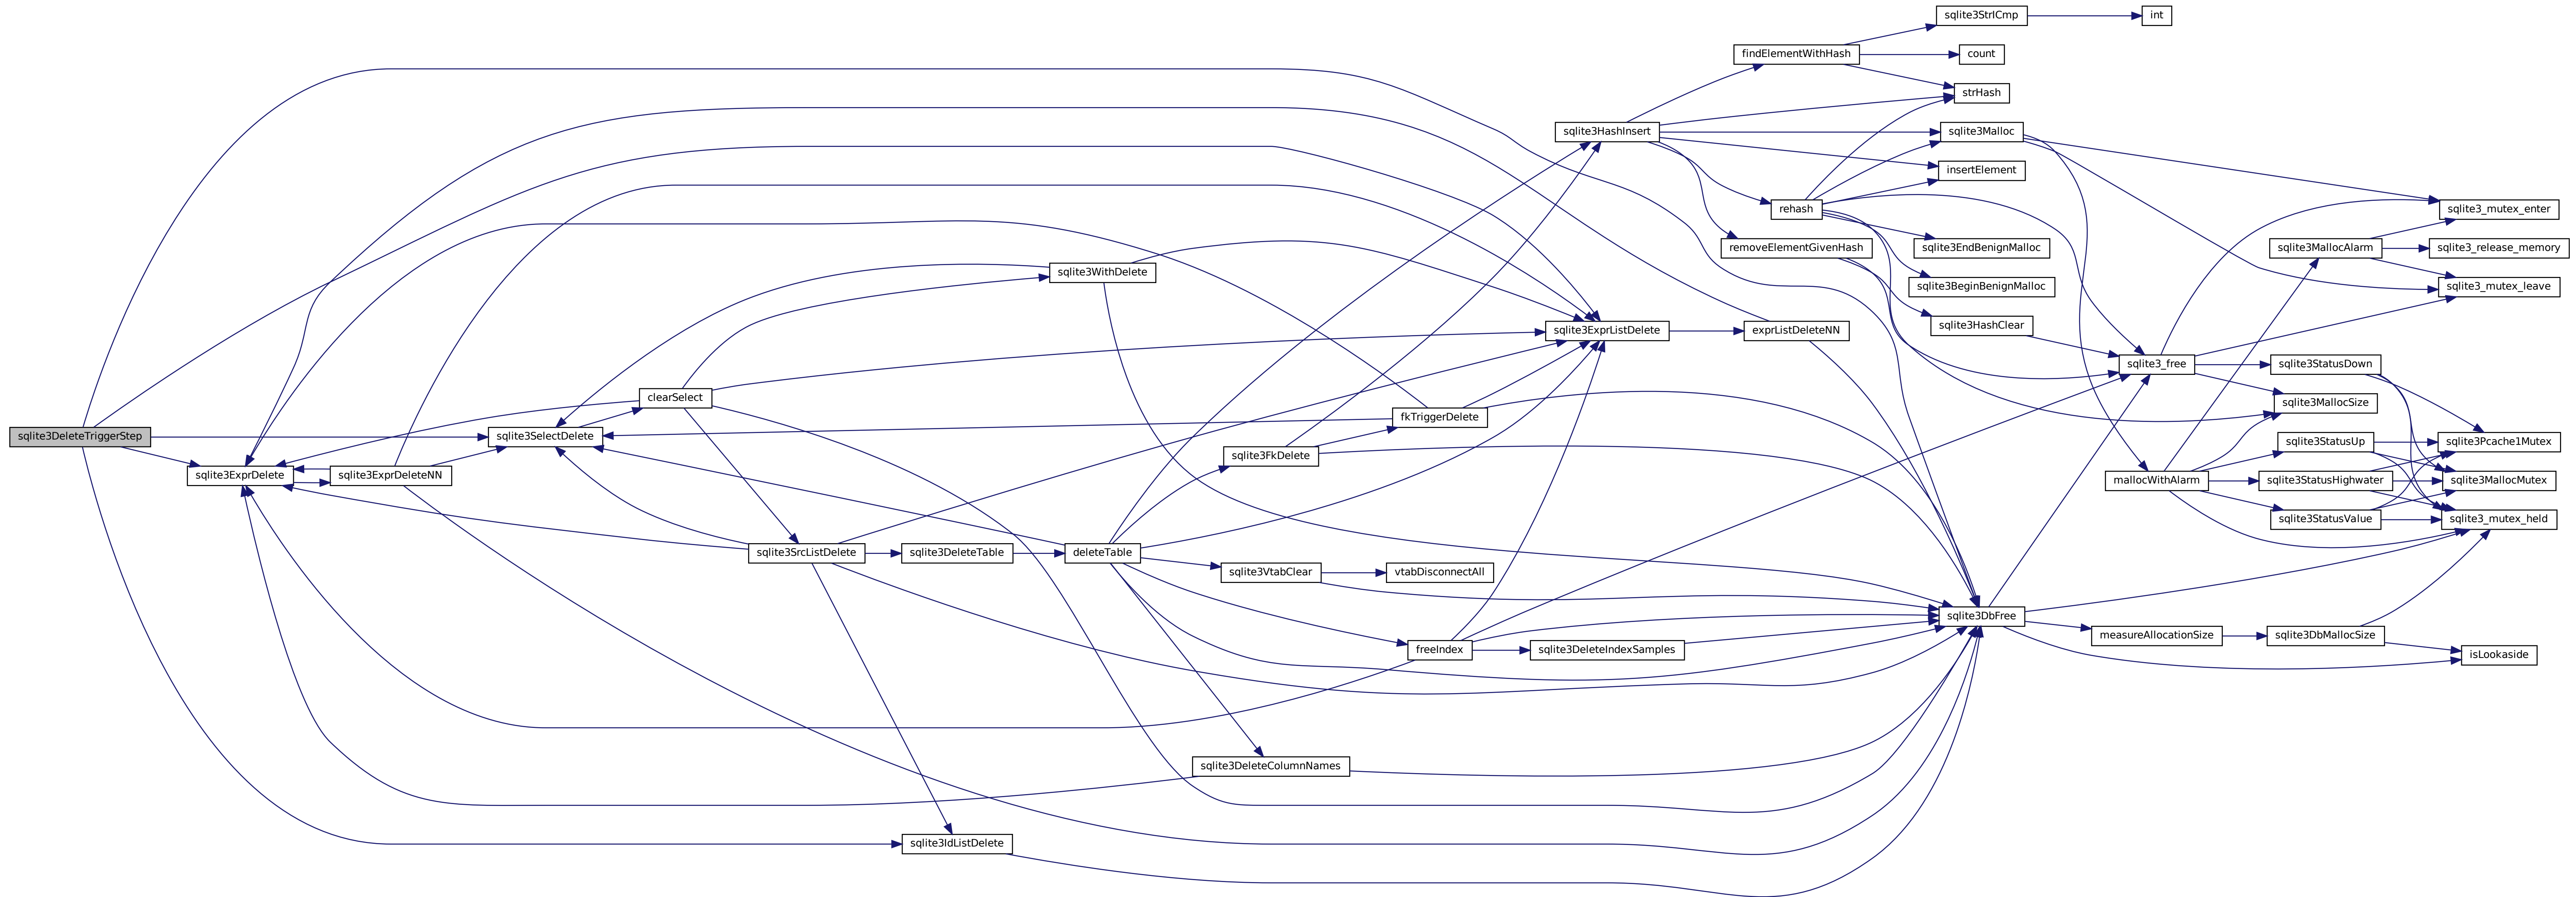 sqlite3StrICmp
int
findElementWithHash
count
strHash
sqlite3HashInsert
sqlite3Malloc
insertElement
rehash
sqlite3_mutex_enter
removeElementGivenHash
sqlite3EndBenignMalloc
sqlite3MallocAlarm
sqlite3_release_memory
sqlite3WithDelete
sqlite3BeginBenignMalloc
sqlite3_mutex_leave
sqlite3ExprListDelete
exprListDeleteNN
sqlite3HashClear
sqlite3_free
sqlite3StatusDown
clearSelect
sqlite3MallocSize
fkTriggerDelete
sqlite3DeleteTriggerStep
sqlite3SelectDelete
sqlite3StatusUp
sqlite3Pcache1Mutex
sqlite3FkDelete
sqlite3ExprDelete
sqlite3ExprDeleteNN
mallocWithAlarm
sqlite3StatusHighwater
sqlite3MallocMutex
sqlite3StatusValue
sqlite3_mutex_held
sqlite3SrcListDelete
sqlite3DeleteTable
deleteTable
sqlite3VtabClear
vtabDisconnectAll
sqlite3DbFree
measureAllocationSize
sqlite3DbMallocSize
freeIndex
sqlite3DeleteIndexSamples
isLookaside
sqlite3DeleteColumnNames
sqlite3IdListDelete